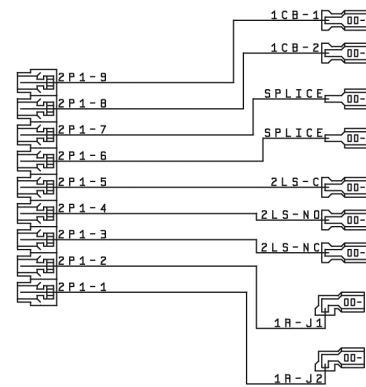 1CB-1
1CB-2
2P1-9
2P1-8
SPLICE
2P1-7
SPLICE
2P1-6
2P1-5
2LS-C
2P1-4
2LS-NO
2P1-3
2LS-NC
2P1-2
2P1-1
1R-J1
1R-J2